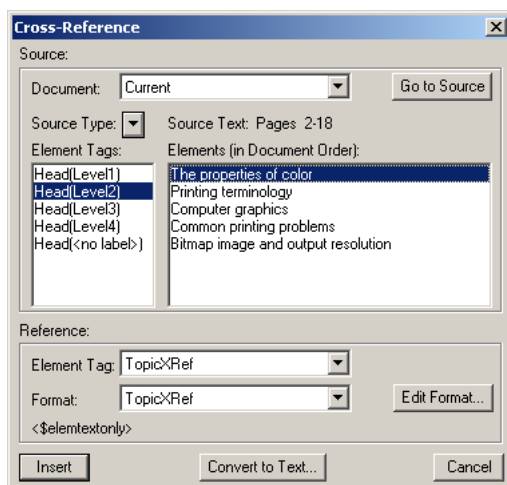 Cross-Reference
Source:
Document: Current Go to Source
Source Type: Source Text: Pages 2-18
Element Tags: Elements (in Document Order):
Head(Level1) The properties of color
Head(Level2) Printing terminology
Head(Level3) Computer graphics
Head(Level4) Common printing problems
Head(<no label>) Bitmap image and output resolution
Reference:
Element Tag: TopicXRef
Format: TopicXRef Edit Format...
<$elemtextonly>
Insert Convert to Text... Cancel